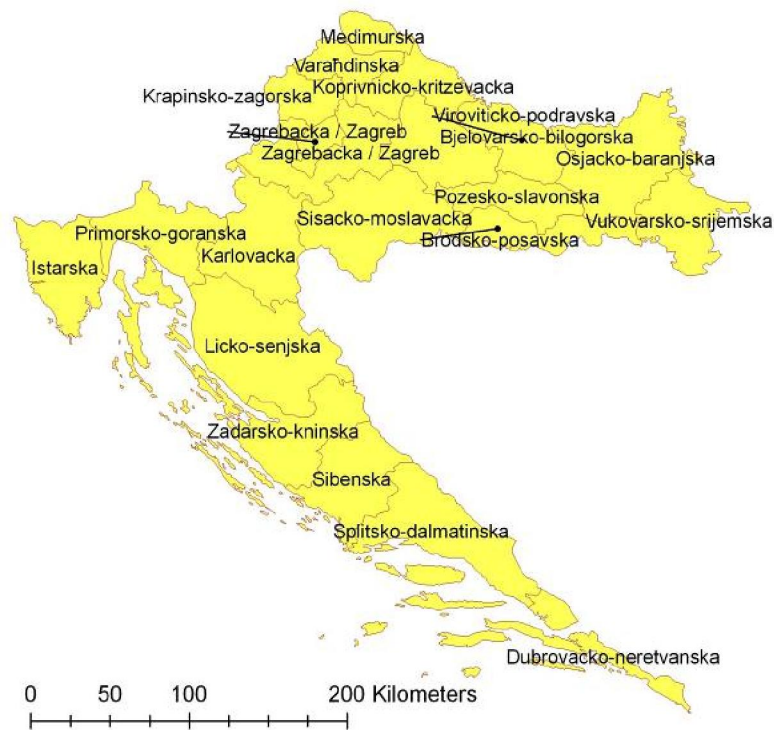 Medimurska
Varandinska
Koprivnicko-kritzevacka
Krapinsko-zagorska
Viroviticko-podravska
Zagrebacka / Zagreb
Bjelovarsko-bilogorska
Zagrebacka / Zagreb
Osjacko-baranjska
Pozesko-slavonska
Sisacko-moslavacka
Vukovarsko-srijemska
Primorsko-goranska
Brodsko-posavska
Karlovacka
Istarska
Licko-senjska
Zadarsko-kninska
Sibenska
Splitsko-dalmatinska
Dubrovacko-neretvanska
0 50 100 200 Kilometers